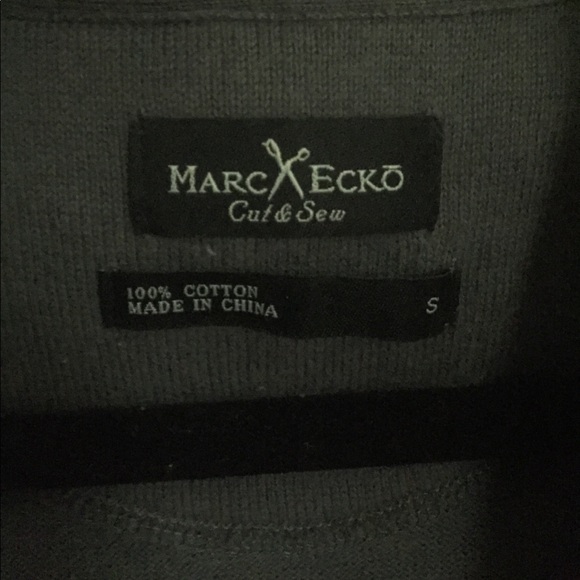 MARC ECKŌ
Cut & Sew
100% COTTON
MADE IN CHINA
S